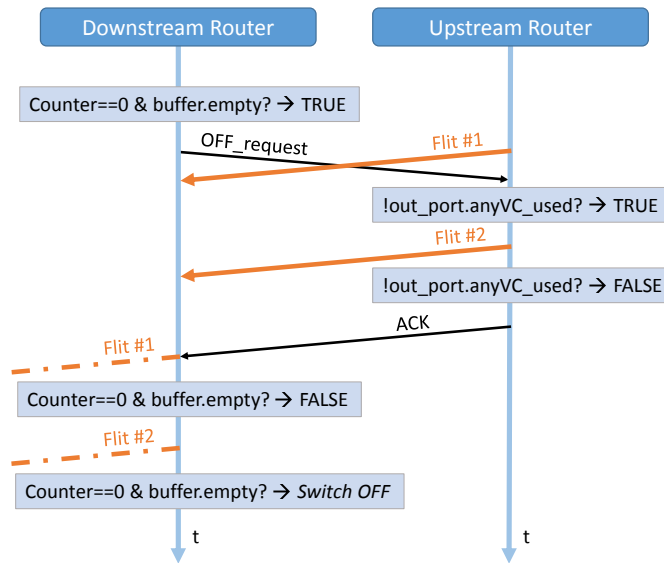 Downstream Router
Upstream Router
Counter==0 & buffer.empty? → TRUE
OFF_request
Flit #1
!out_port.anyVC_used? → TRUE
Flit #2
!out_port.anyVC_used? → FALSE
ACK
Flit #1
Counter==0 & buffer.empty? → FALSE
Flit #2
Counter==0 & buffer.empty? → Switch OFF
t
t